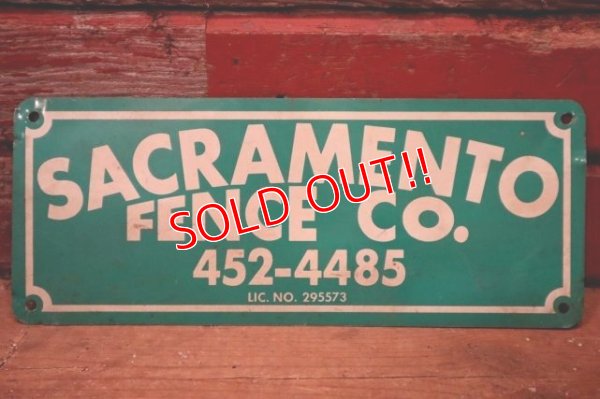 SACRAMENTO
FENCE CO.
SOLD OUT!!
452-4485
LIC. NO. 295573